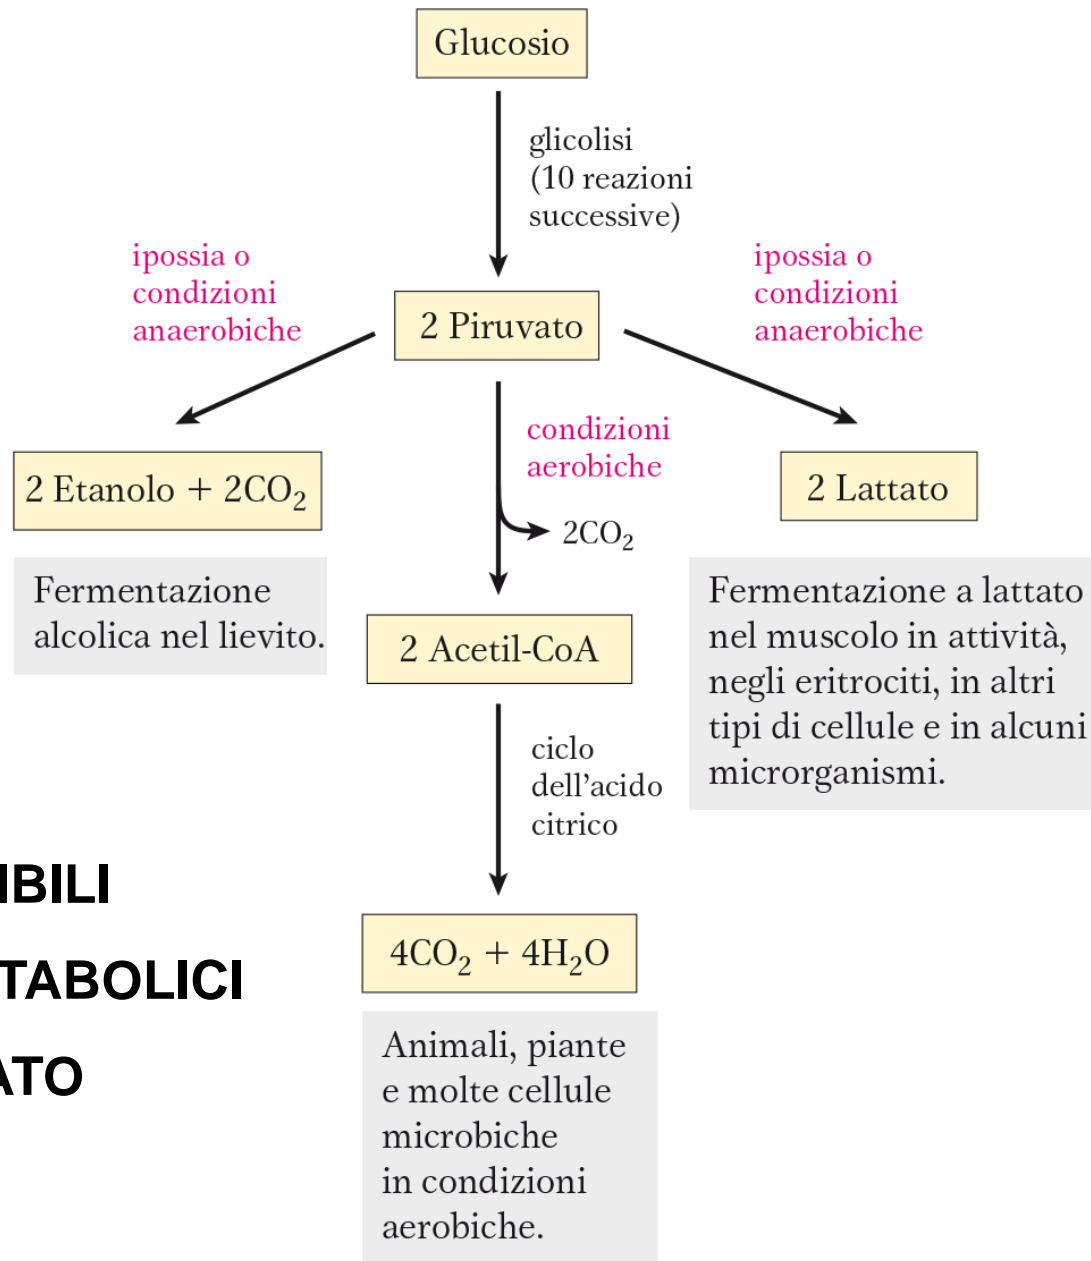 Glucosio
glicolisi
(10 reazioni
successive)
ipossia o
condizioni
anaerobiche
2 Piruvato
ipossia o
condizioni
anaerobiche
2 Etanolo + 2CO₂
condizioni
aerobiche
2CO₂
2 Lattato
Fermentazione
alcolica nel lievito.
2 Acetil-CoA
Fermentazione a lattato
nel muscolo in attività,
negli eritrociti, in altri
tipi di cellule e in alcuni
microrganismi.
ciclo
dell’acido
citrico
IBILI
TABOLICI
ATO
4CO₂ + 4H₂O
Animali, piante
e molte cellule
microbiche
in condizioni
aerobiche.